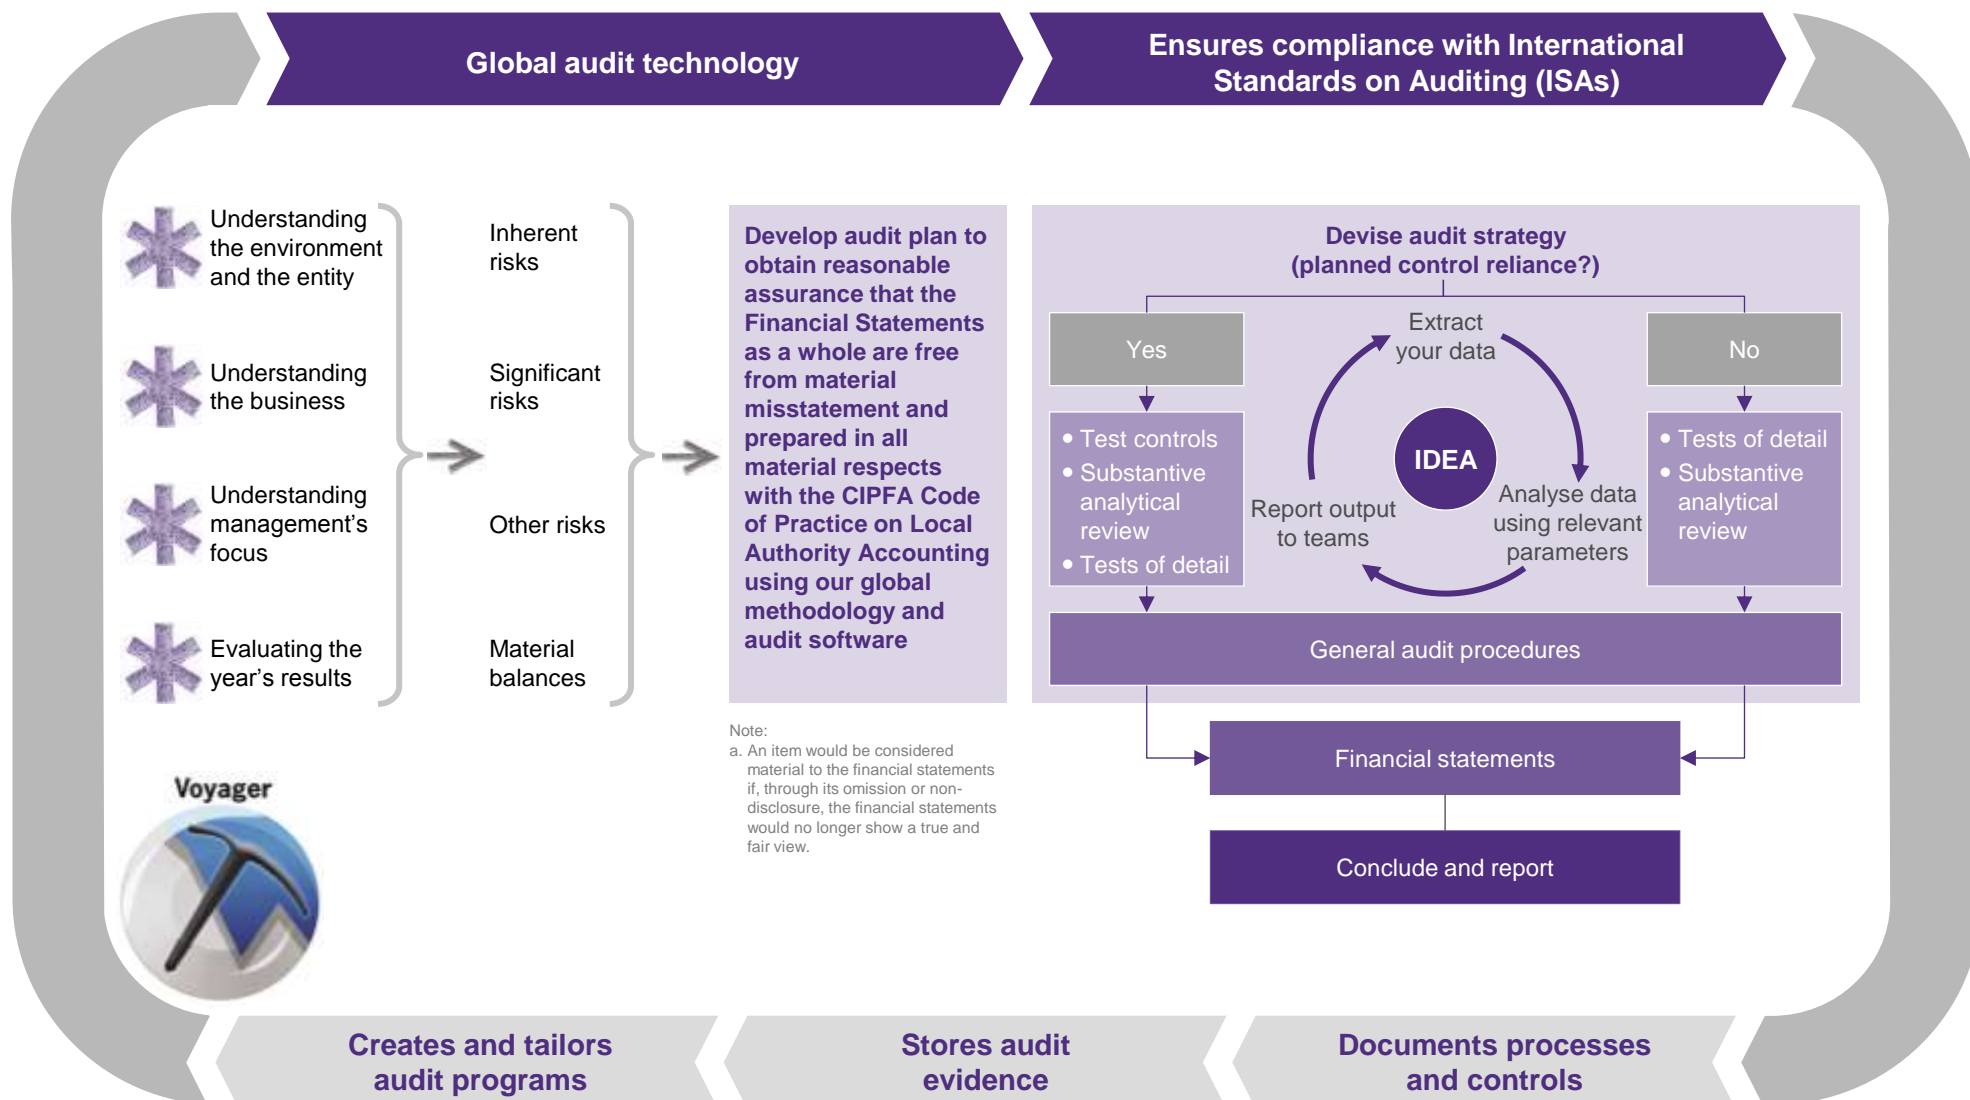 Global audit technology
Ensures compliance with International
Standards on Auditing (ISAs)
Understanding
the environment
and the entity
Understanding
the business
Understanding
management’s
focus
Evaluating the
year’s results
Inherent
risks
Significant
risks
Other risks
Material
balances
Develop audit plan to
obtain reasonable
assurance that the
Financial Statements
as a whole are free
from material
misstatement and
prepared in all
material respects
with the CIPFA Code
of Practice on Local
Authority Accounting
using our global
methodology and
audit software
Note:
a. An item would be considered
material to the financial statements
if, through its omission or non-
disclosure, the financial statements
would no longer show a true and
fair view.
Devise audit strategy
(planned control reliance?)
Yes
• Test controls
• Substantive
analytical
review
• Tests of detail
Extract
your data
IDEA
Analyse data
using relevant
parameters
Report output
to teams
No
• Tests of detail
• Substantive
analytical
review
General audit procedures
Financial statements
Conclude and report
Voyager
Creates and tailors
audit programs
Stores audit
evidence
Documents processes
and controls